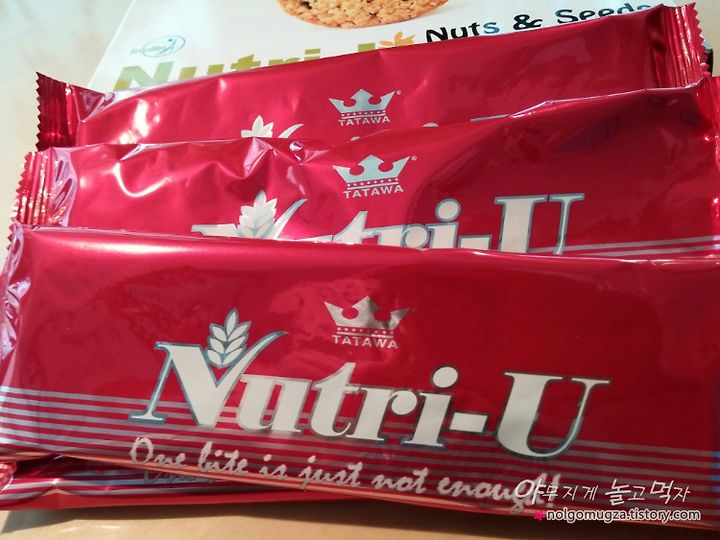 Nuts & Seeds
Nutri-U
TATAWA
TATAWA
Nutri-U
TATAWA
Nutri-U
One bite is just not enough!
야무지게 놀고먹자
nolgomugza.tistory.com